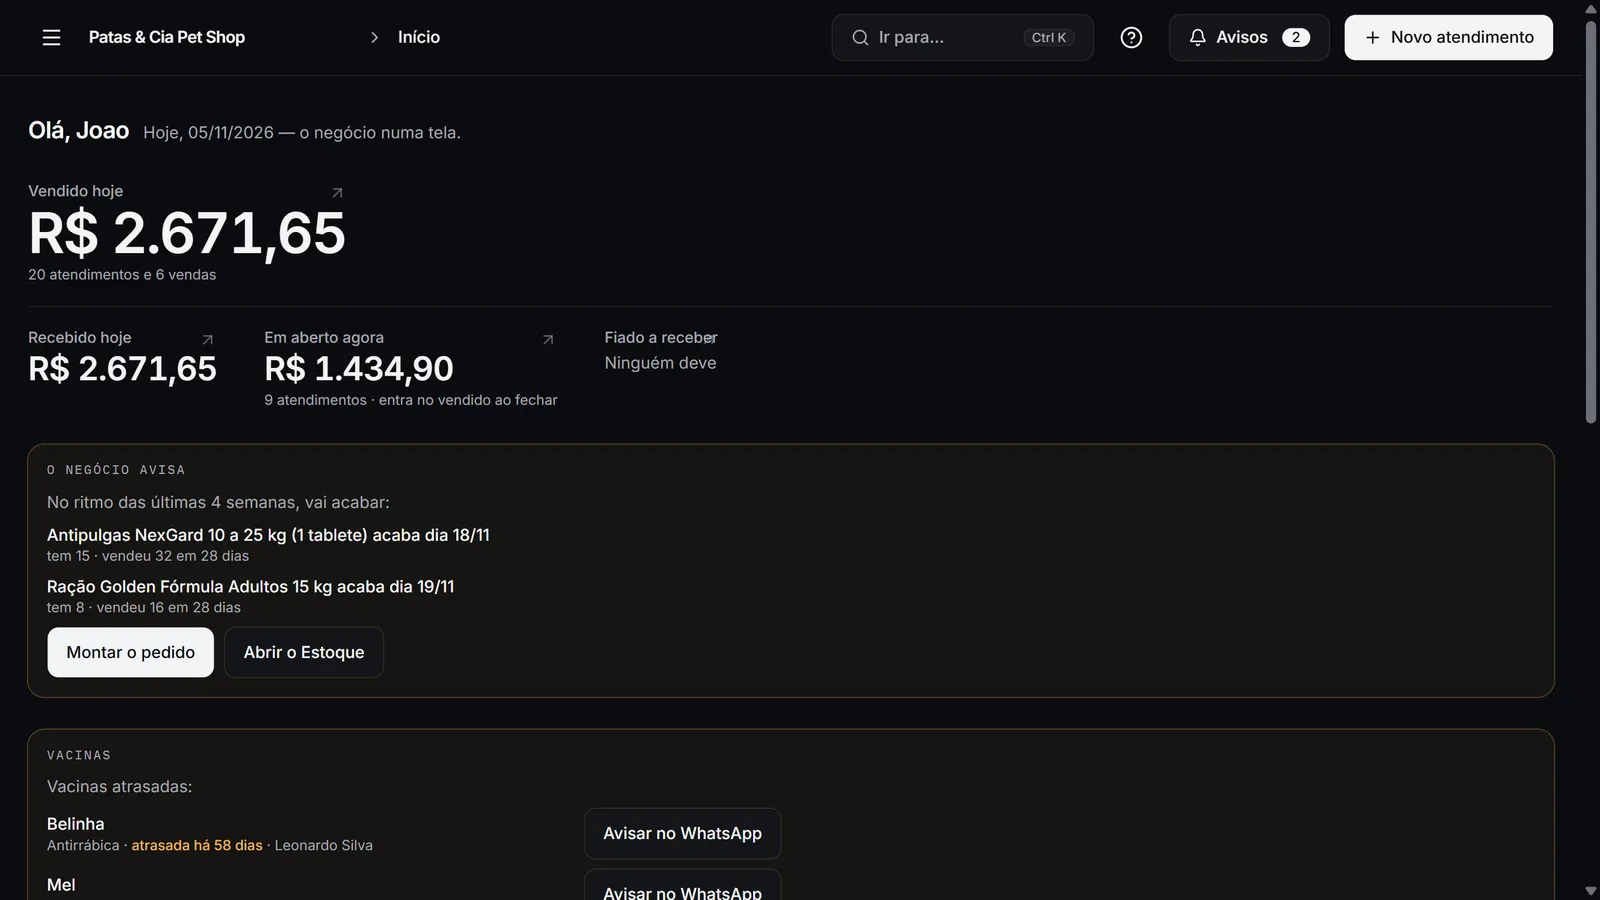 Patas & Cia Pet Shop
Início
Ir para...
Ctrl K
Avisos 2
Novo atendimento
Olá, Joao Hoje, 05/11/2026 — o negócio numa tela.
Vendido hoje
R$ 2.671,65
20 atendimentos e 6 vendas
Recebido hoje
R$ 2.671,65
Em aberto agora
R$ 1.434,90
9 atendimentos · entra no vendido ao fechar
Fiado a receber
Ninguém deve
O NEGÓCIO AVISA
No ritmo das últimas 4 semanas, vai acabar:
Antipulgas NexGard 10 a 25 kg (1 tablete) acaba dia 18/11
tem 15 · vendeu 32 em 28 dias
Ração Golden Fórmula Adultos 15 kg acaba dia 19/11
tem 8 · vendeu 16 em 28 dias
Montar o pedido
Abrir o Estoque
VACINAS
Vacinas atrasadas:
Belinha
Antirrábica · atrasada há 58 dias · Leonardo Silva
Avisar no WhatsApp
Mel
Avisar no WhatsApp